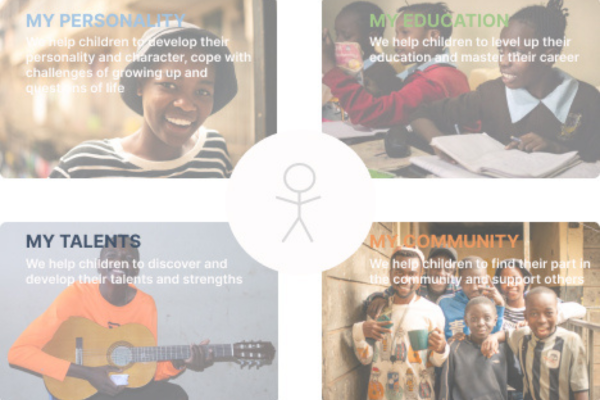 MY PERSONALITY
We help children to develop their
personality and character, cope with
challenges of growing up and
questions of life
MY EDUCATION
We help children to level up their
education and master their career
MY TALENTS
We help children to discover and
develop their talents and strengths
MY COMMUNITY
We help children to find their part in
the community and support others